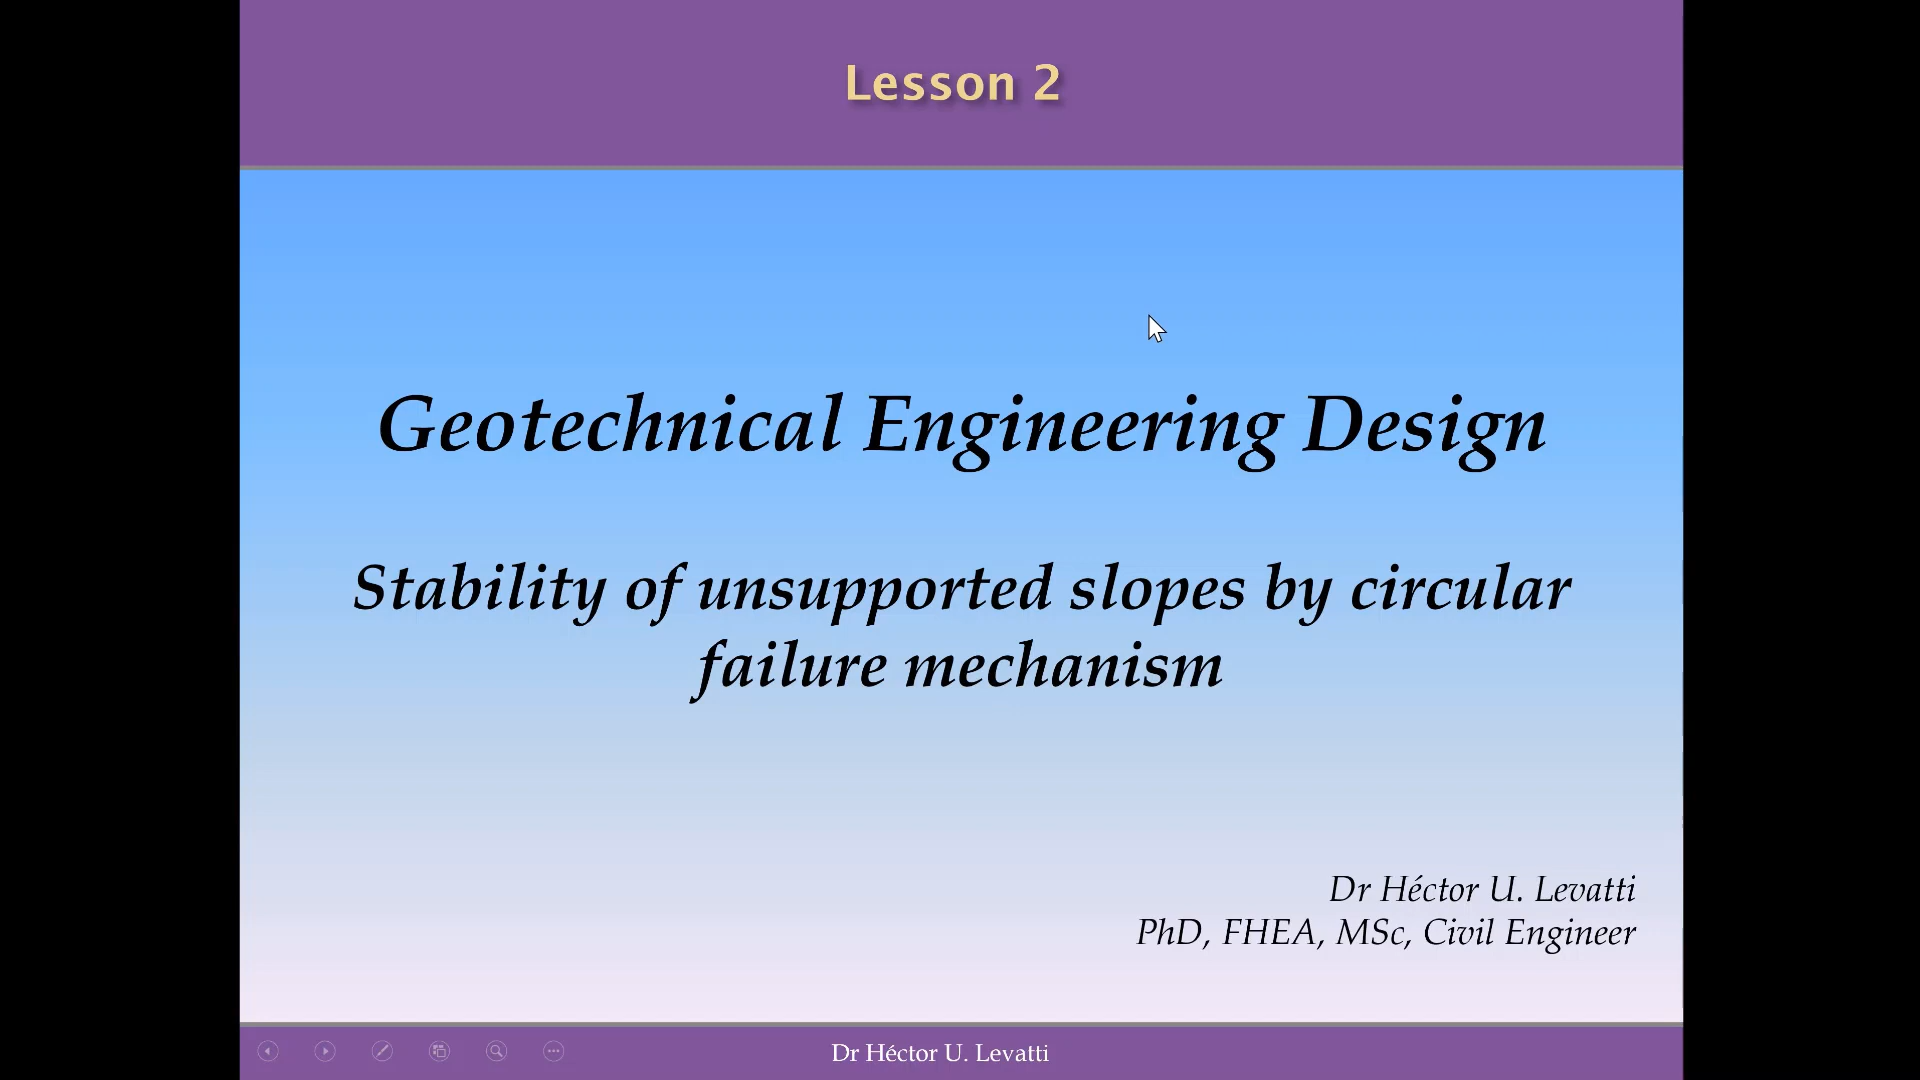 Lesson 2
Geotechnical Engineering Design
Stability of unsupported slopes by circular
failure mechanism
Dr Héctor U. Levatti
PhD, FHEA, MSc, Civil Engineer
Dr Héctor U. Levatti